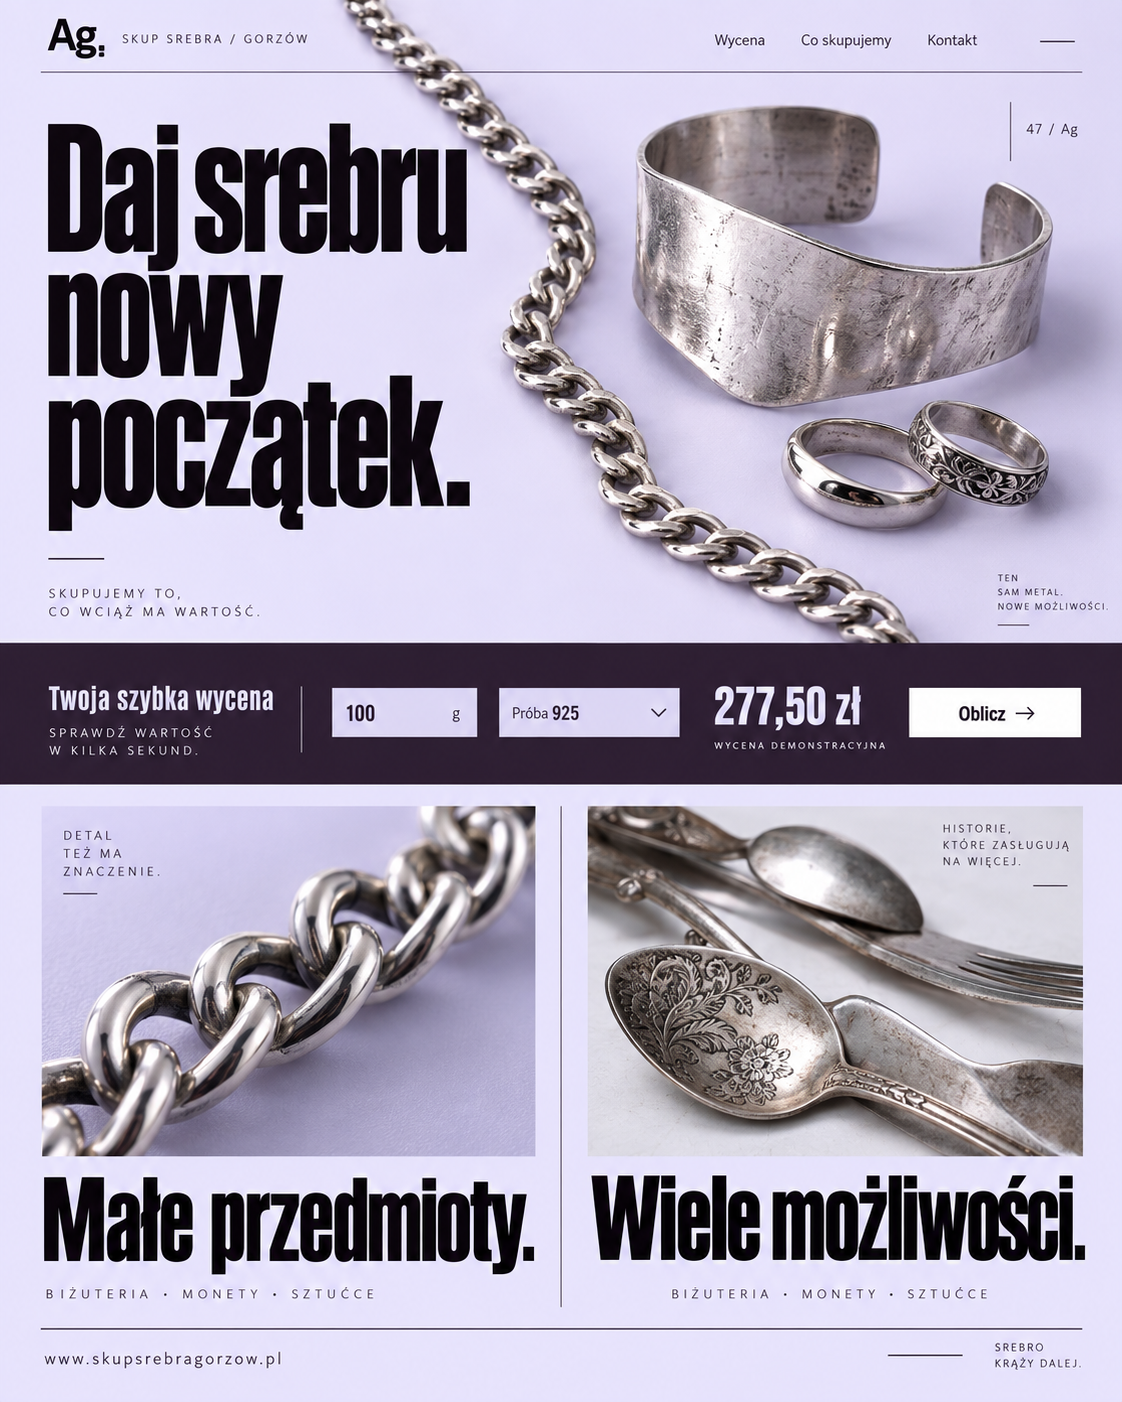 Ag.
SKUP SREBRA / GORZÓW
Wycena
Co skupujemy
Kontakt
47 / Ag
Daj srebru
nowy
początek.
SKUPUJEMY TO,
CO WCIĄŻ MA WARTOŚĆ.
TEN
SAM METAL.
NOWE MOŻLIWOŚCI.
Twoja szybka wycena
SPRAWDŹ WARTOŚĆ
W KILKA SEKUND.
100 g
Próba 925
277,50 zł
WYCENA DEMONSTRACYJNA
Oblicz →
DETAL
TEŻ MA
ZNACZENIE.
HISTORIE,
KTÓRE ZASŁUGUJĄ
NA WIĘCEJ.
Małe przedmioty.
BIŻUTERIA • MONETY • SZTUĆCE
Wiele możliwości.
BIŻUTERIA • MONETY • SZTUĆCE
www.skupsrebragorzow.pl
SREBRO
KRĄŻY DALEJ.